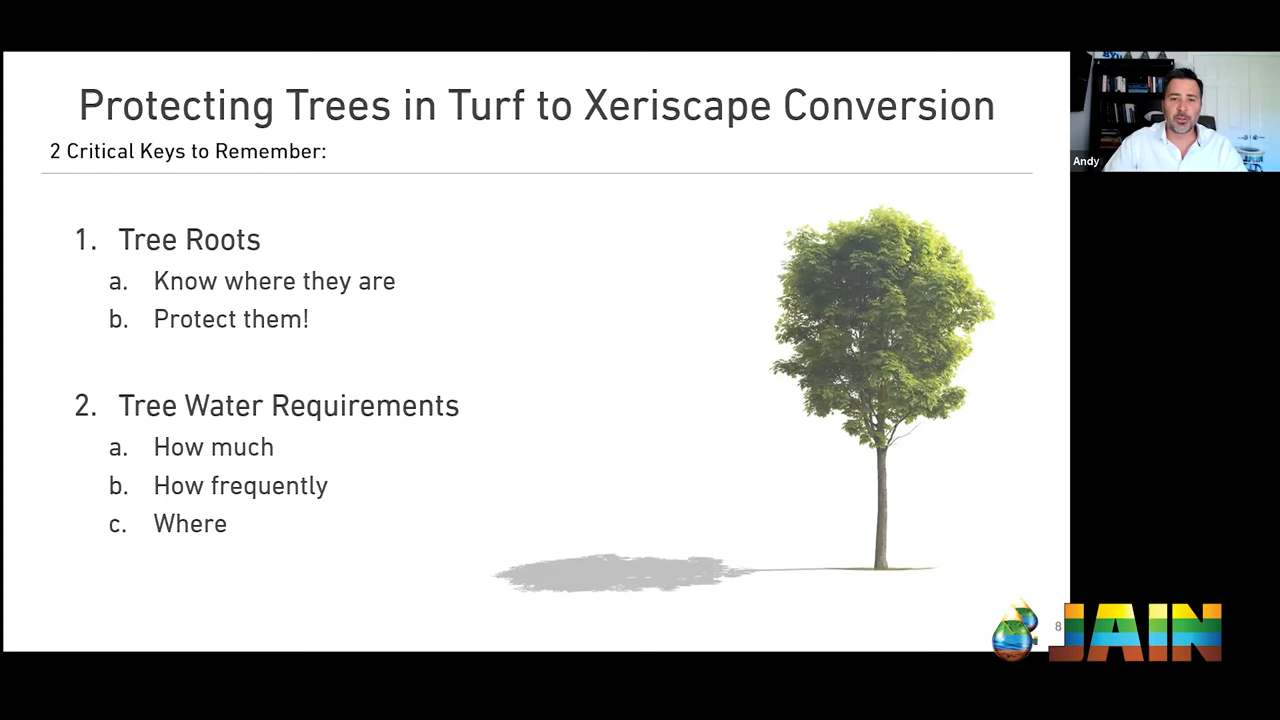 Protecting Trees in Turf to Xeriscape Conversion
2 Critical Keys to Remember:
1. Tree Roots
a. Know where they are
b. Protect them!
2. Tree Water Requirements
a. How much
b. How frequently
c. Where
Andy
8
JAIN